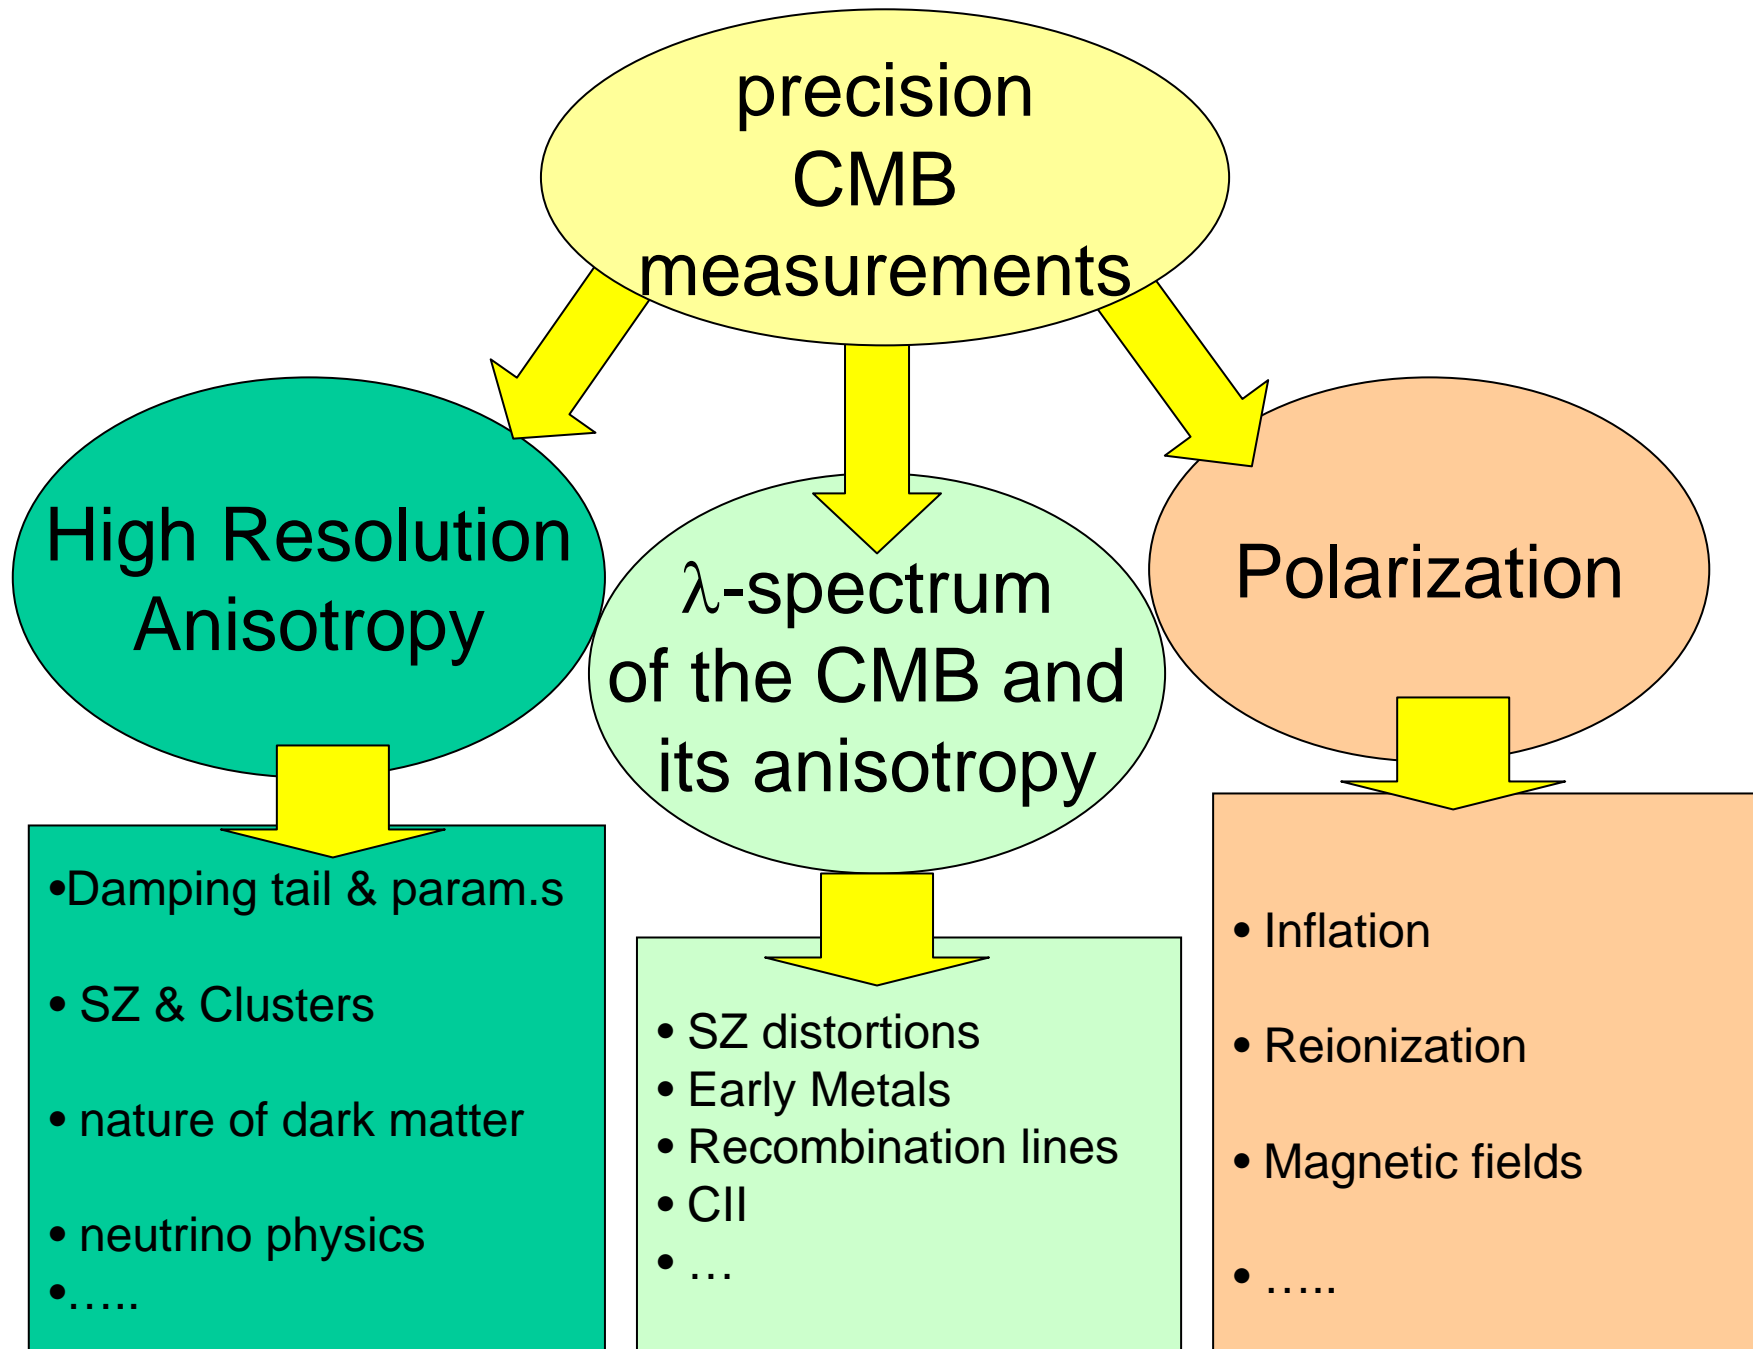 precision
CMB
measurements
High Resolution
Anisotropy
λ-spectrum
of the CMB and
its anisotropy
Polarization
•Damping tail & param.s
• SZ & Clusters
• nature of dark matter
• neutrino physics
•…..
• SZ distortions
• Early Metals
• Recombination lines
• CII
• …
• Inflation
• Reionization
• Magnetic fields
• …..